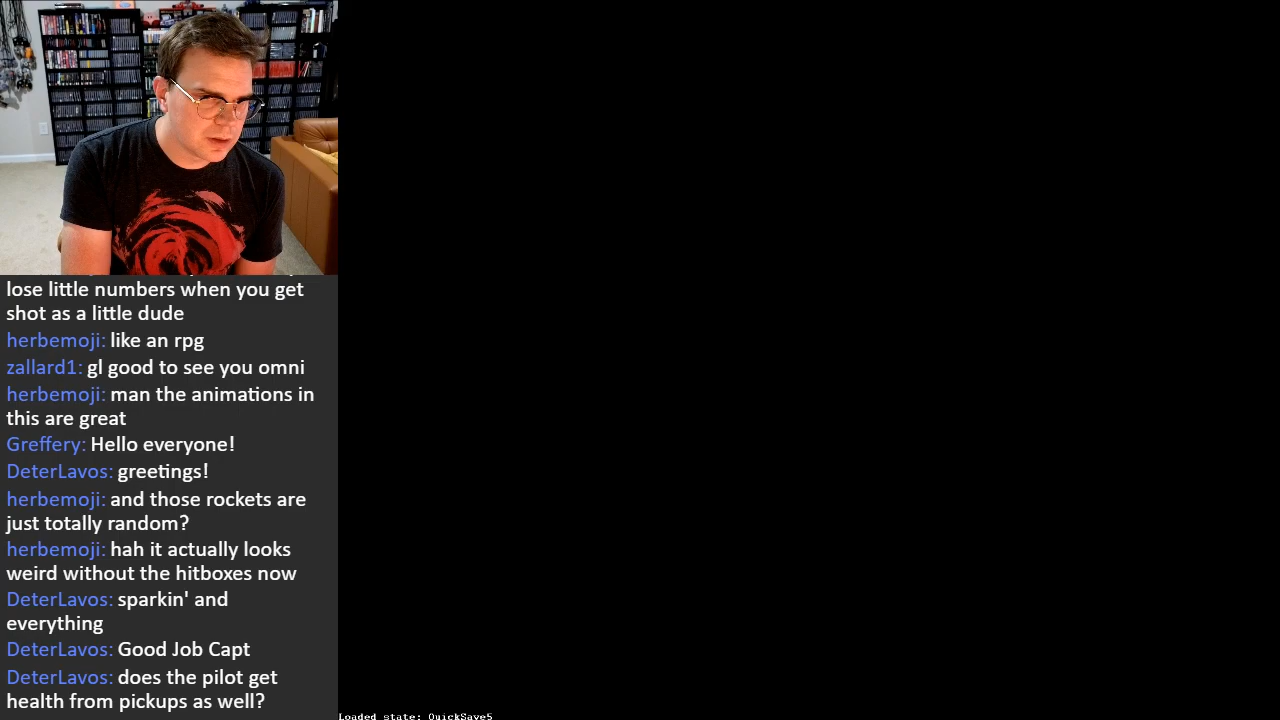 lose little numbers when you get
shot as a little dude
herbemoji: like an rpg
zallard1: gl good to see you omni
herbemoji: man the animations in
this are great
Greffery: Hello everyone!
DeterLavos: greetings!
herbemoji: and those rockets are
just totally random?
herbemoji: hah it actually looks
weird without the hitboxes now
DeterLavos: sparkin' and
everything
DeterLavos: Good Job Capt
DeterLavos: does the pilot get
health from pickups as well?
Loaded state: QuickSave5